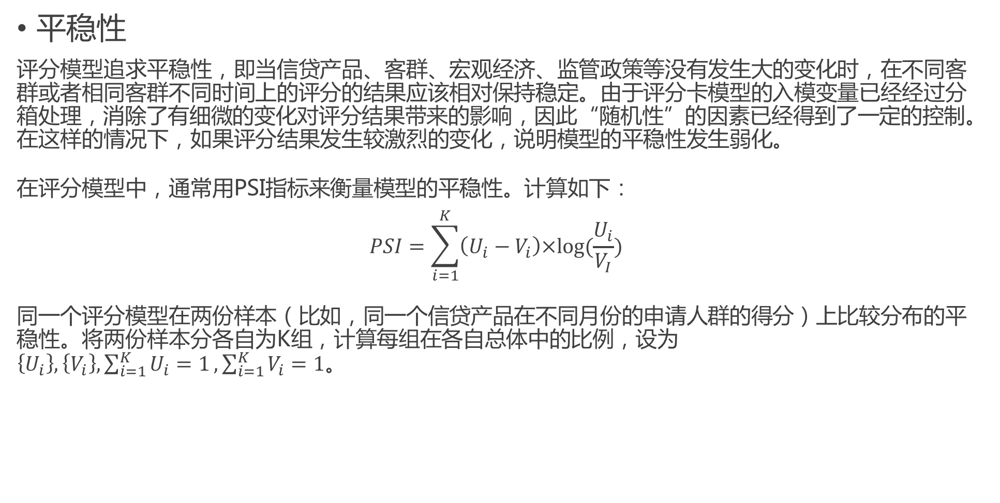 • 平稳性
评分模型追求平稳性，即当信贷产品、客群、宏观经济、监管政策等没有发生大的变化时，在不同客
群或者相同客群不同时间上的评分的结果应该相对保持稳定。由于评分卡模型的入模变量已经经过分
箱处理，消除了有细微的变化对评分结果带来的影响，因此“随机性”的因素已经得到了一定的控制。
在这样的情况下，如果评分结果发生较激烈的变化，说明模型的平稳性发生弱化。
在评分模型中，通常用PSI指标来衡量模型的平稳性。计算如下：
$PSI = \sum_{i=1}^{K} (U_i - V_i) \times \log(\frac{U_i}{V_I})$
同一个评分模型在两份样本（比如，同一个信贷产品在不同月份的申请人群的得分）上比较分布的平
稳性。将两份样本分各自为K组，计算每组在各自总体中的比例，设为
$\{U_i\}, \{V_i\}, \sum_{i=1}^{K} U_i = 1, \sum_{i=1}^{K} V_i = 1$。